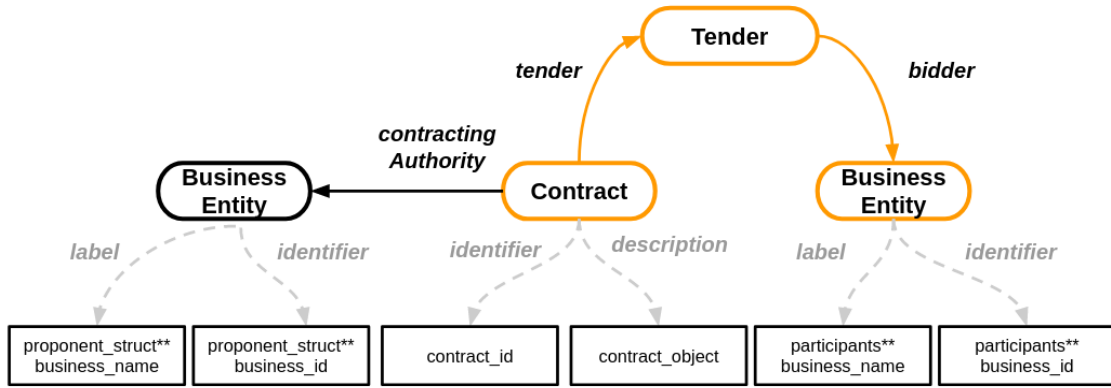 Tender
tender
bidder
contracting
Authority
Business
Entity
Contract
Business
Entity
label
identifier
identifier
description
label
identifier
proponent_struct**
business_name
proponent_struct**
business_id
contract_id
contract_object
participants**
business_name
participants**
business_id